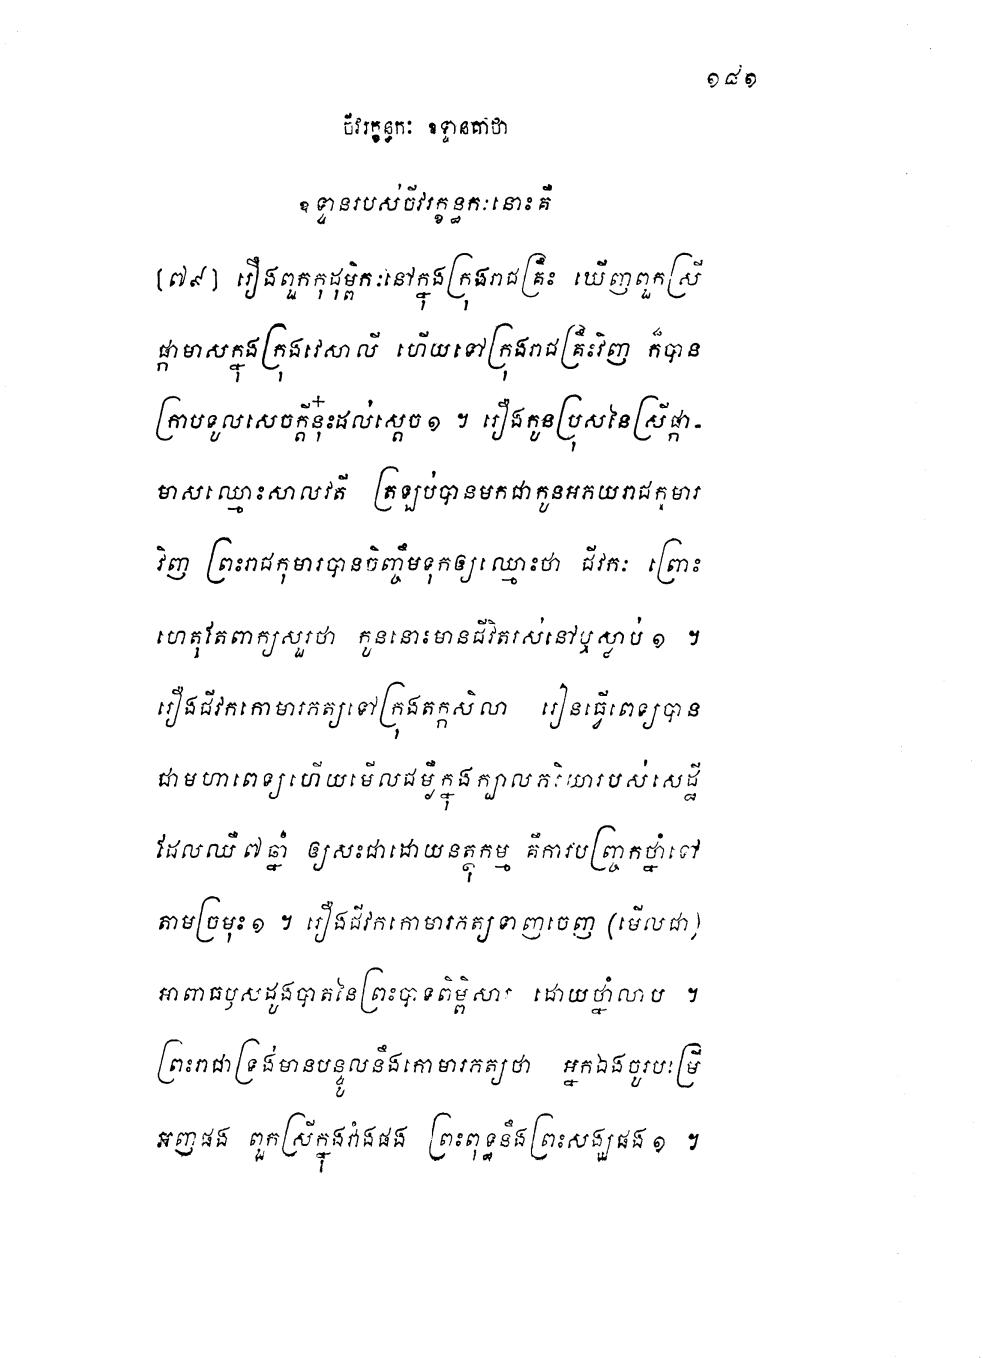 ១៨១
ចីវរក្ខន្ធកៈ ឧទ្ទានគាថា
ឧទ្ទានរបស់ចីវរក្ខន្ធកៈនោះគឺ
(៧៩) រឿងពួកកុដុម្ពិកៈនៅក្នុងក្រុងរាជគ្រឹះ ឃើញពួកស្រី
ផ្កាមាសក្នុងក្រុងវេសាលី ហើយទៅក្រុងរាជគ្រឹះវិញ ក៏បាន
ក្រាបទូលសេចក្តីនុ៎ះដល់ស្តេច១ ។ រឿងកូនប្រុសនៃស្រីផ្កា-
មាសឈ្មោះសាលវតី ត្រឡប់បានមកជាកូនអភយរាជកុមារ
វិញ ព្រះរាជកុមារបានចិញ្ចឹមទុកឲ្យឈ្មោះថា ជីវកៈ ព្រោះ
ហេតុតែពាក្យសួរថា កូននោះមានជីវិតរស់នៅឬស្លាប់១ ។
រឿងជីវកកោមារភត្យទៅក្រុងតក្កសិលា រៀនធ្វើពេទ្យបាន
ជាមហាពេទ្យហើយមើលជម្ងឺក្នុងក្បាលភរិយារបស់សេដ្ឋី
ដែលឈឺ៧ឆ្នាំ ឲ្យសះជាដោយនត្ថុកម្ម គឺការបញ្ច្រកថ្នាំទៅ
តាមច្រមុះ១ ។ រឿងជីវកកោមារភត្យទាញចេញ (មើលជា)
អាពាធឫសដូងបាតនៃព្រះបាទពិម្ពិសារ ដោយថ្នាំលាប ។
ព្រះរាជាទ្រង់មានបន្ទូលនឹងកោមារភត្យថា អ្នកឯងចូរបម្រើ
អញផង ពួកស្រីក្នុងវាំងផង ព្រះពុទ្ធនឹងព្រះសង្ឃផង១ ។